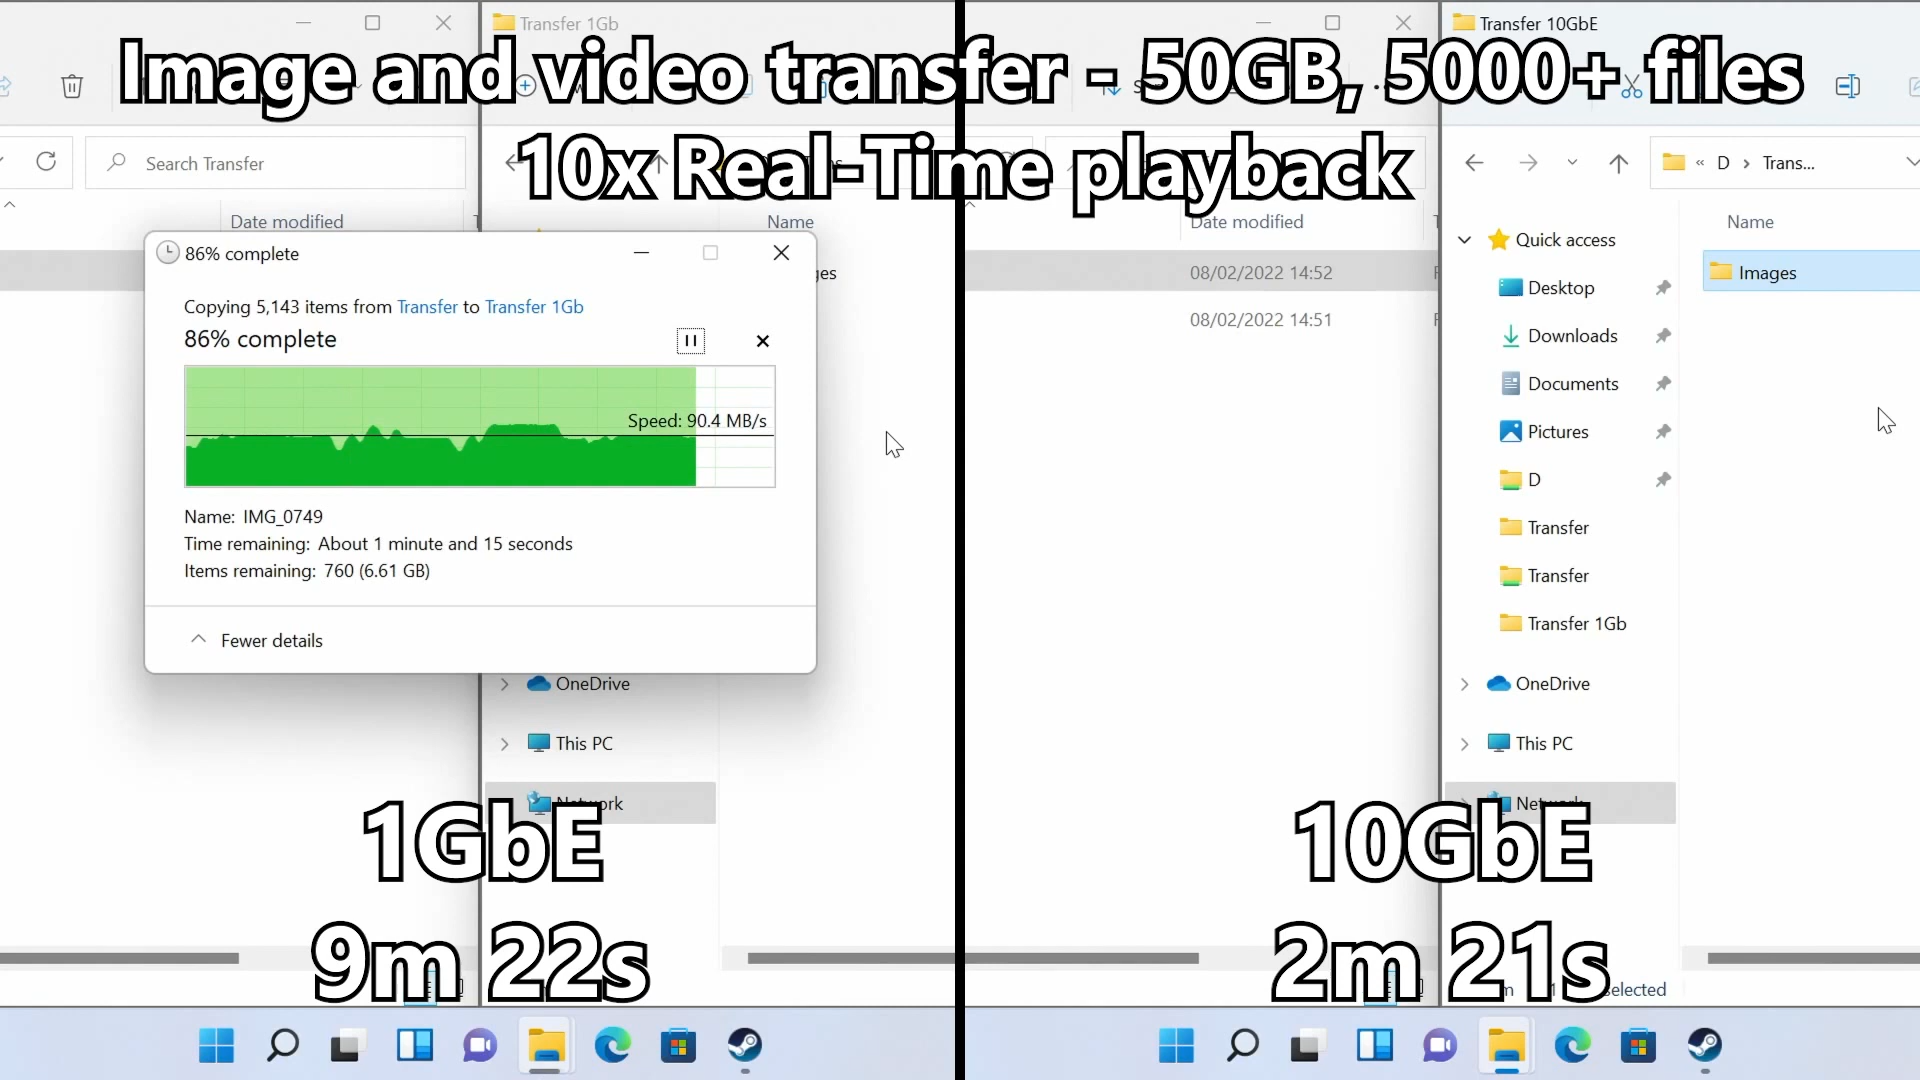 Transfer 1Gb
Transfer 10GbE
Image and video transfer - 50GB, 5000+ files
10x Real-Time playback
Search Transfer
Date modified
Name
86% complete
Copying 5,143 items from Transfer to Transfer 1Gb
86% complete
Speed: 90.4 MB/s
Name: IMG_0749
Time remaining: About 1 minute and 15 seconds
Items remaining: 760 (6.61 GB)
Fewer details
OneDrive
This PC
Network
1GbE
9m 22s
Date modified
08/02/2022 14:52
08/02/2022 14:51
« D > Trans...
Name
Images
Quick access
Desktop
Downloads
Documents
Pictures
D
Transfer
Transfer
Transfer 1Gb
OneDrive
This PC
Network
10GbE
2m 21s
selected